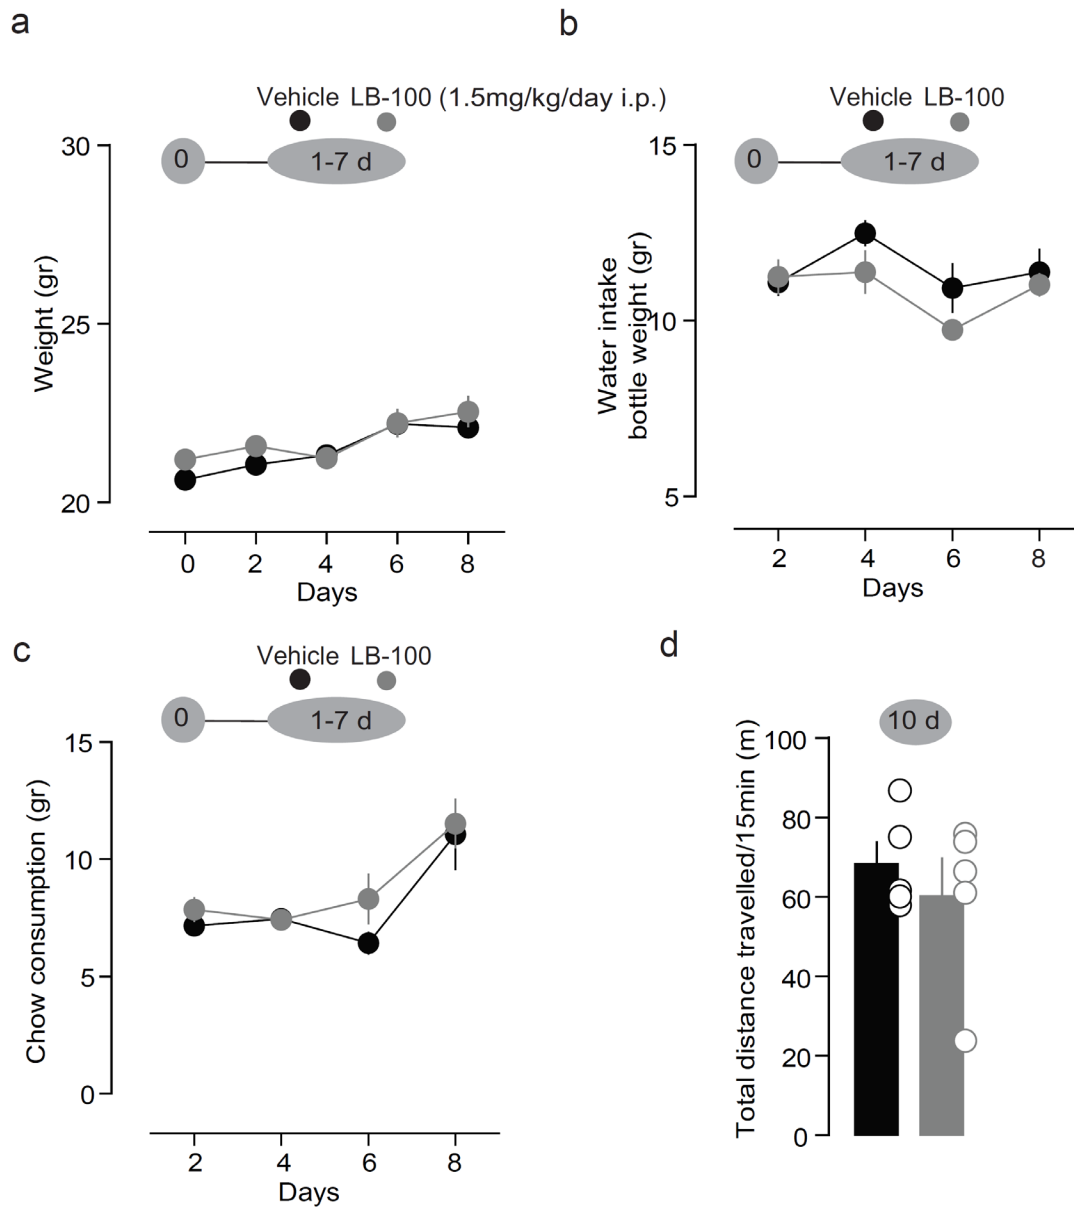 a
Vehicle LB-100 (1.5mg/kg/day i.p.)
0
1-7 d
30
25
20
Weight (gr)
0 2 4 6 8
Days
b
Vehicle LB-100
0
1-7 d
15
10
5
Water intake
bottle weight (gr)
2 4 6 8
Days
c
Vehicle LB-100
0
1-7 d
15
10
5
0
Chow consumption (gr)
2 4 6 8
Days
d
10 d
100
80
60
40
20
0
Total distance travelled/15min (m)